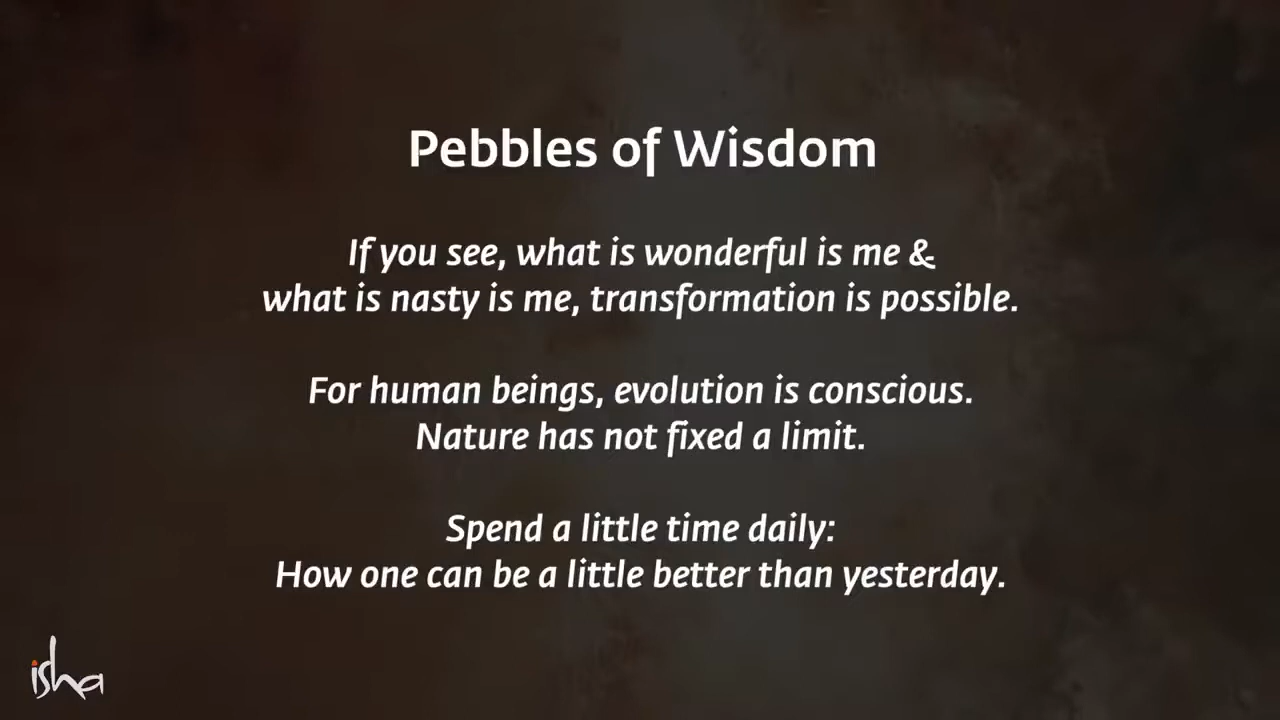 Pebbles of Wisdom
If you see, what is wonderful is me &
what is nasty is me, transformation is possible.
For human beings, evolution is conscious.
Nature has not fixed a limit.
Spend a little time daily:
How one can be a little better than yesterday.
isha